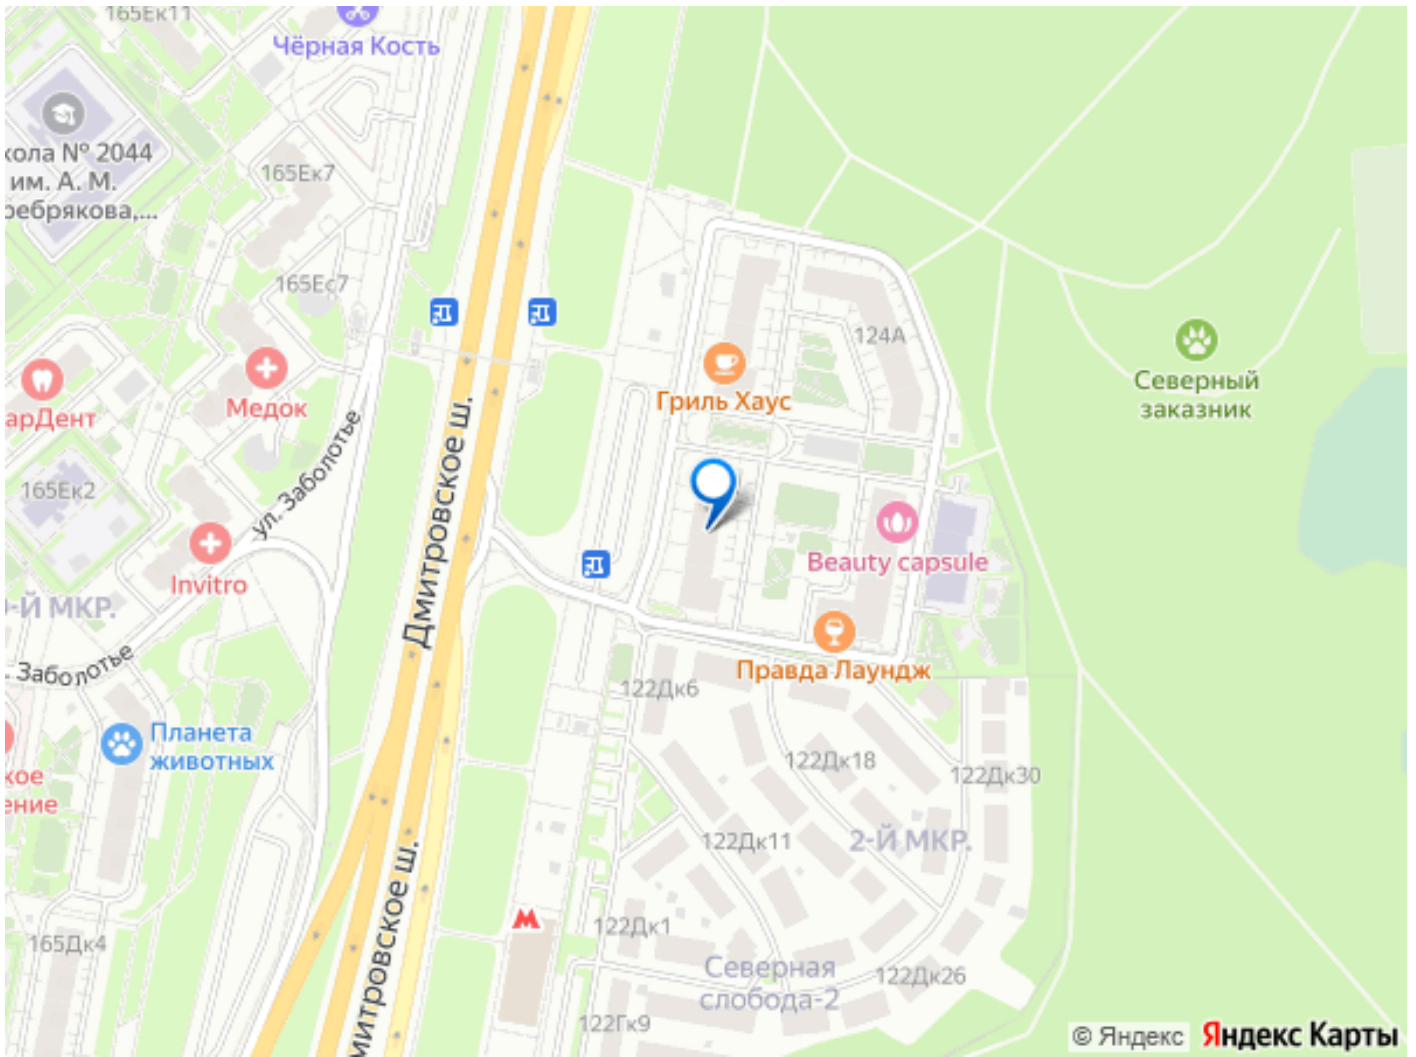 165Ек11
Чёрная Кость
кола № 2044
им. А. М.
ребрякова,...
165Ек7
165Ес7
124А
Гриль Хаус
Северный
заказник
арДент
Медок
ул. Заболотье
Дмитровское ш.
165Ек2
Invitro
Beauty capsule
-Й МКР.
Заболотье
Правда Лаундж
122Дк6
Планета
животных
122Дк18
122Дк30
кое
ение
122Дк11
2-Й МКР.
митровское ш.
165Дк4
122Дк1
Северная
слобода-2
122Дк26
122Гк9
© Яндекс Яндекс Карты